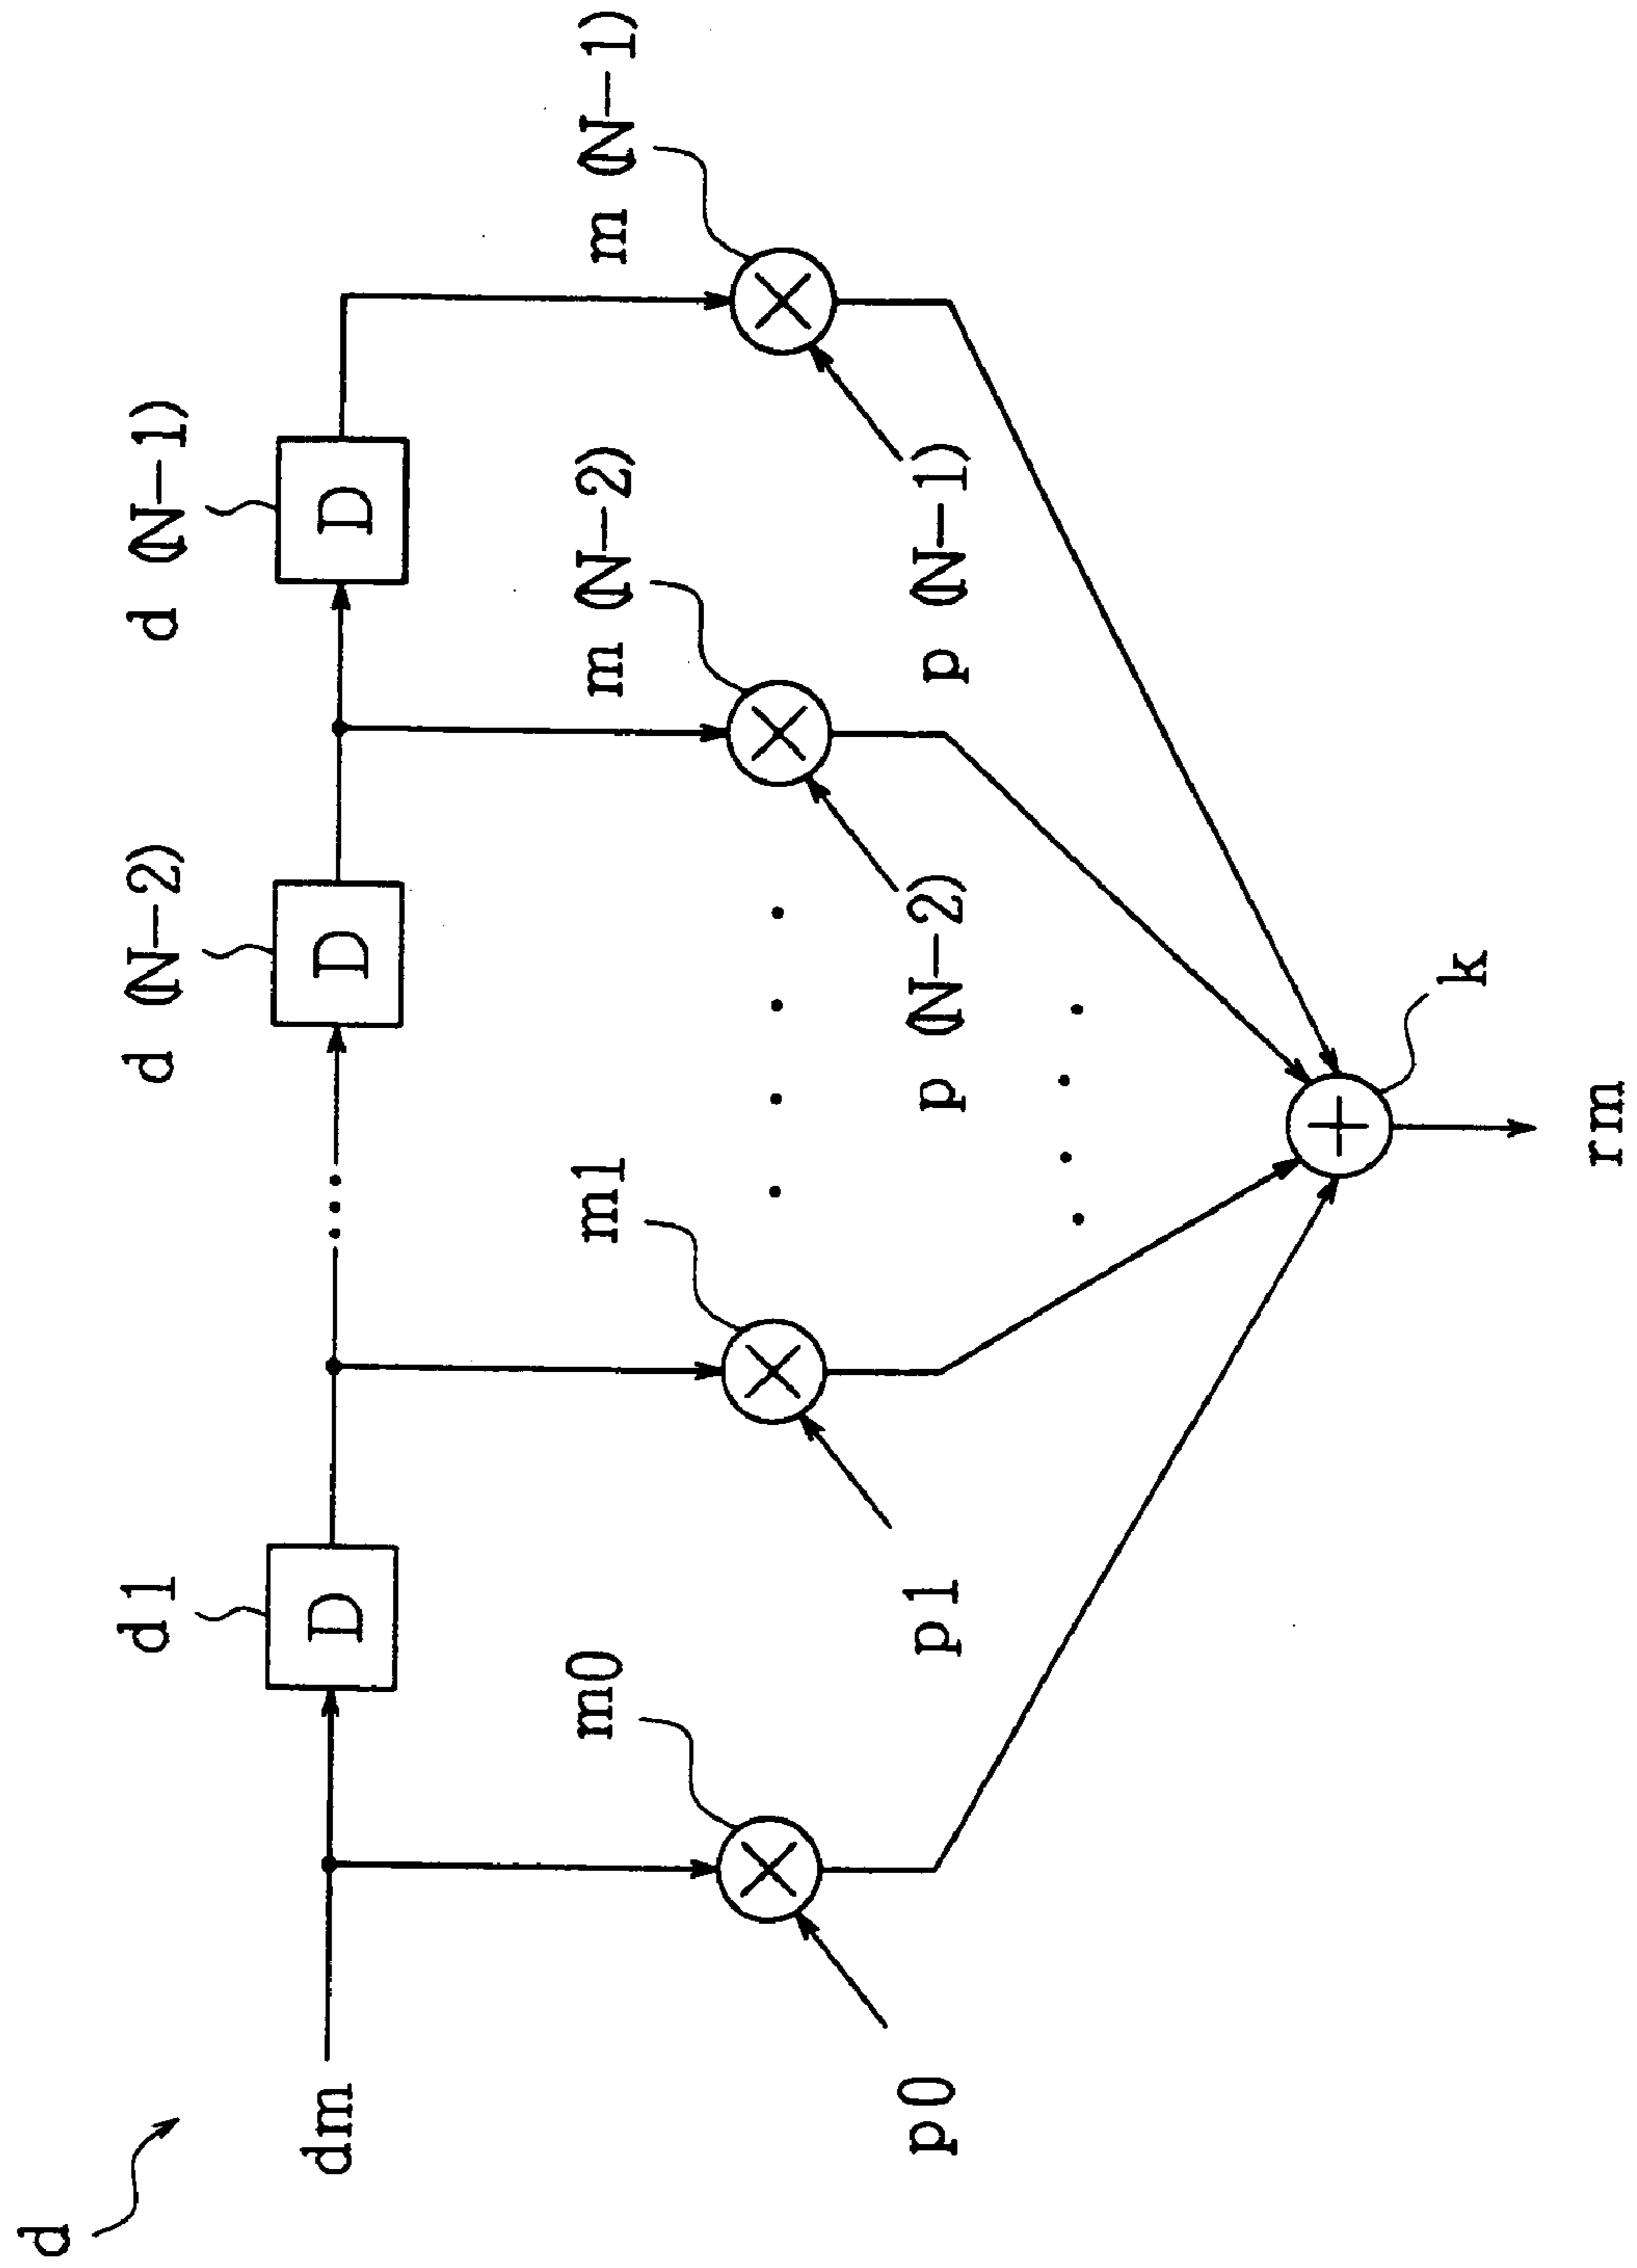 d
d1
d (N−2)
d (N−1)
dm
D
D
D
m0
m1
m (N−2)
m (N−1)
p0
p1
p (N−2)
p (N−1)
k
rm